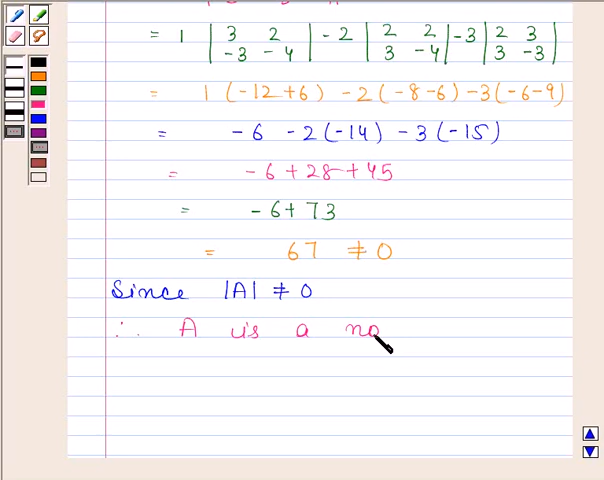 = 1 | 3 2 | - 2 | 2 2 | - 3 | 2 3 |
-3 -4 3 -4 3 -3
= 1 (-12+6) -2(-8-6) -3(-6-9)
= -6 -2(-14) -3(-15)
= -6+28+45
= -6+73
= 67 ≠ 0
Since |A| ≠ 0
∴ A is a no